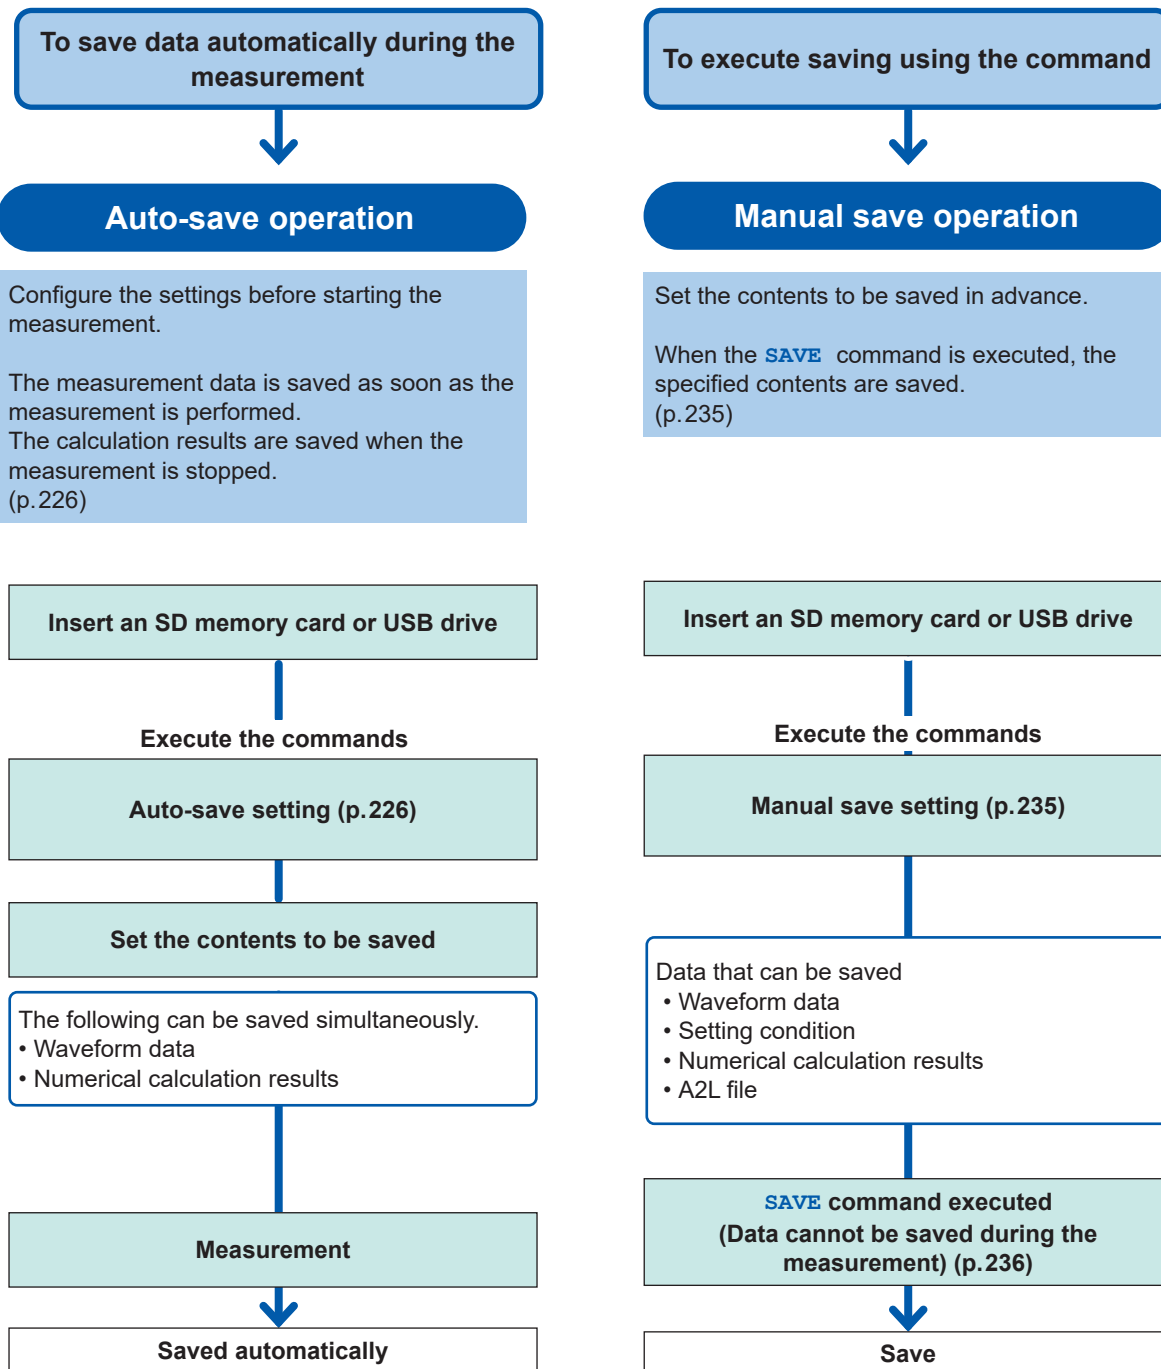 To save data automatically during the
measurement
Auto-save operation
Configure the settings before starting the
measurement.
The measurement data is saved as soon as the
measurement is performed.
The calculation results are saved when the
measurement is stopped.
(p.226)
Insert an SD memory card or USB drive
Execute the commands
Auto-save setting (p.226)
Set the contents to be saved
The following can be saved simultaneously.
• Waveform data
• Numerical calculation results
Measurement
Saved automatically
To execute saving using the command
Manual save operation
Set the contents to be saved in advance.
When the SAVE command is executed, the
specified contents are saved.
(p.235)
Insert an SD memory card or USB drive
Execute the commands
Manual save setting (p.235)
Data that can be saved
• Waveform data
• Setting condition
• Numerical calculation results
• A2L file
SAVE command executed
(Data cannot be saved during the
measurement) (p.236)
Save